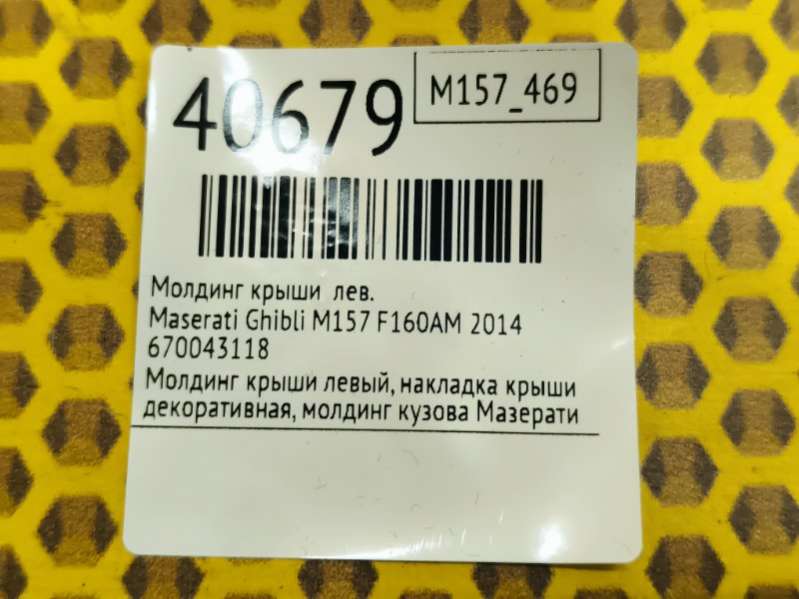 40679
M157_469
Молдинг крыши лев.
Maserati Ghibli M157 F160AM 2014
670043118
Молдинг крыши левый, накладка крыши
декоративная, молдинг кузова Мазерати